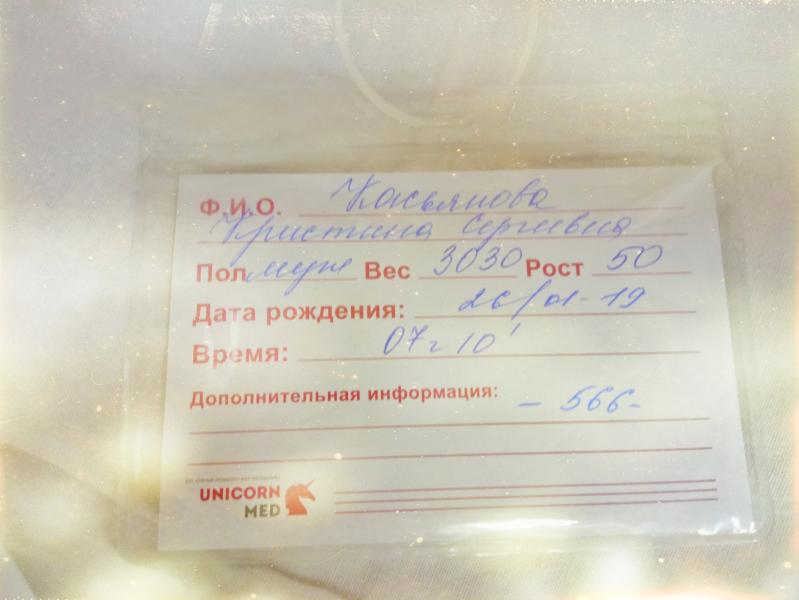 Ф.И.О. Касьянова
Кристина Сергеевна
Пол муж Вес 3030 Рост 50
Дата рождения: 26/01-19
Время: 07ч 10'
Дополнительная информация: - 566-
UNICORN
MED